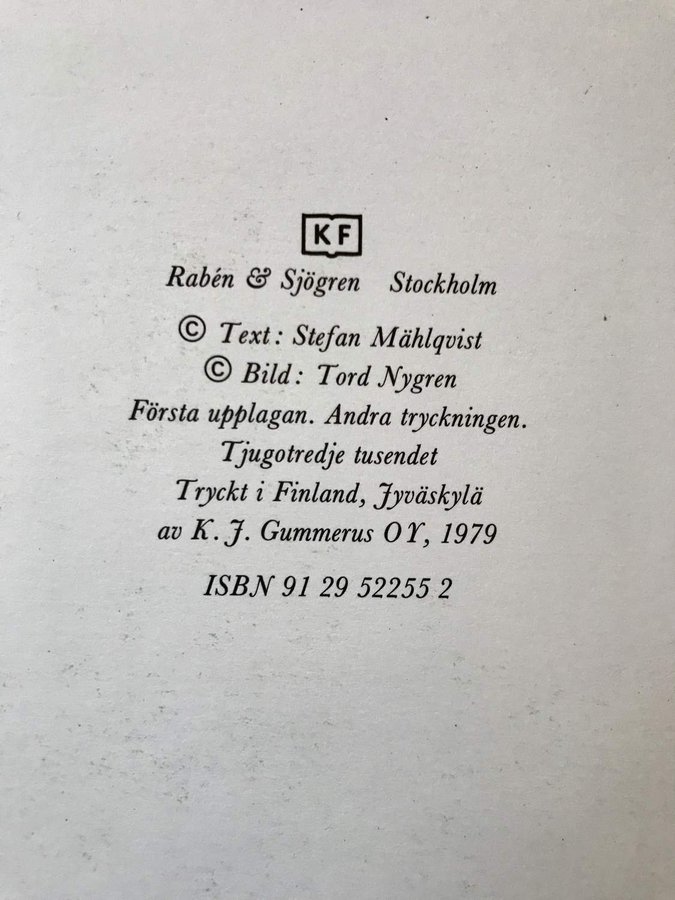 KF
Rabén & Sjögren Stockholm
© Text: Stefan Mählqvist
© Bild: Tord Nygren
Första upplagan. Andra tryckningen.
Tjugotredje tusendet
Tryckt i Finland, Jyväskylä
av K. J. Gummerus OY, 1979
ISBN 91 29 52255 2